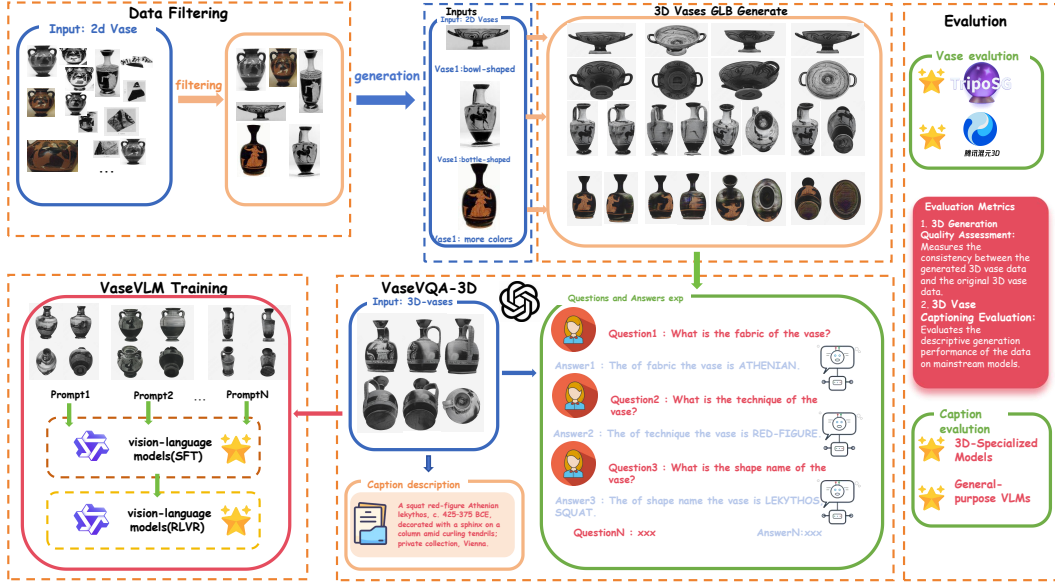 Data Filtering
Input: 2d Vase
...
filtering
generation
Inputs
Input: 2D Vases
Vase1:bowl-shaped
Vase1:bottle-shaped
Vase1: more colors
3D Vases GLB Generate
Evalution
Vase evalution
TripoSG
腾讯混元3D
Evaluation Metrics
1. 3D Generation
Quality Assessment:
Measures the
consistency between the
generated 3D vase data
and the original 3D vase
data.
2. 3D Vase
Captioning Evaluation:
Evaluates the
descriptive generation
performance of the data
on mainstream models.
Caption
evalution
3D-Specialized
Models
General-
purpose VLMs
VaseVLM Training
Prompt1
Prompt2
...
PromptN
vision-language
models(SFT)
vision-language
models(RLVR)
VaseVQA-3D
Input: 3D-vases
Caption description
A squat red-figure Athenian
lekythos, c. 425-375 BCE,
decorated with a sphinx on a
column amid curling tendrils;
private collection, Vienna.
Questions and Answers exp
Question1 : What is the fabric of the vase?
Answer1 : The of fabric the vase is ATHENIAN.
Question2 : What is the technique of the
vase?
Answer2 : The of technique the vase is RED-FIGURE
Question3 : What is the shape name of the
vase?
Answer3 : The of shape name the vase is LEKYTHOS
SQUAT.
QuestionN : xxx
AnswerN:xxx